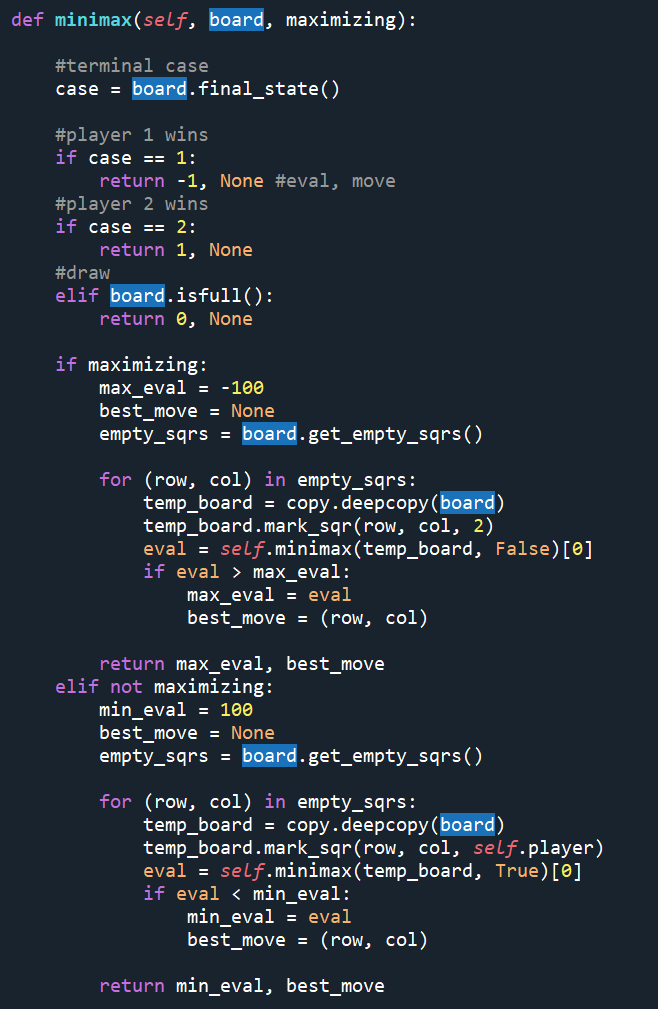 def minimax(self, board, maximizing):
#terminal case
case = board.final_state()
#player 1 wins
if case == 1:
return -1, None #eval, move
#player 2 wins
if case == 2:
return 1, None
#draw
elif board.isfull():
return 0, None
if maximizing:
max_eval = -100
best_move = None
empty_sqrs = board.get_empty_sqrs()
for (row, col) in empty_sqrs:
temp_board = copy.deepcopy(board)
temp_board.mark_sqr(row, col, 2)
eval = self.minimax(temp_board, False)[0]
if eval > max_eval:
max_eval = eval
best_move = (row, col)
return max_eval, best_move
elif not maximizing:
min_eval = 100
best_move = None
empty_sqrs = board.get_empty_sqrs()
for (row, col) in empty_sqrs:
temp_board = copy.deepcopy(board)
temp_board.mark_sqr(row, col, self.player)
eval = self.minimax(temp_board, True)[0]
if eval < min_eval:
min_eval = eval
best_move = (row, col)
return min_eval, best_move